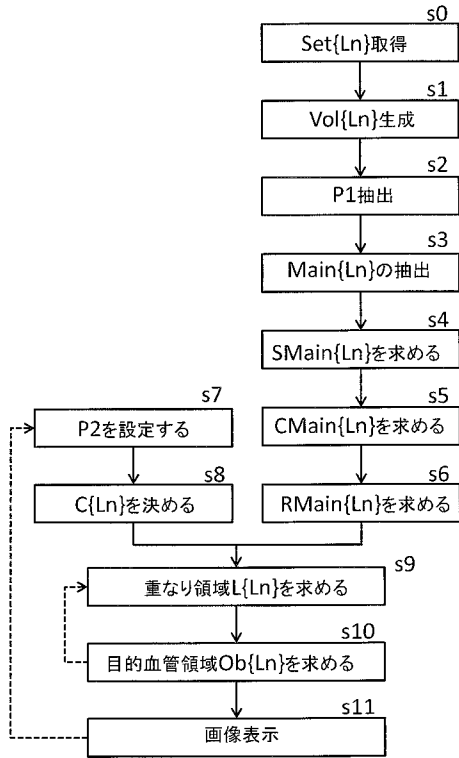 s0
Set{Ln}取得
s1
Vol{Ln}生成
s2
P1抽出
s3
Main{Ln}の抽出
s4
SMain{Ln}を求める
s5
CMain{Ln}を求める
s6
RMain{Ln}を求める
s7
P2を設定する
s8
C{Ln}を決める
s9
重なり領域L{Ln}を求める
s10
目的血管領域Ob{Ln}を求める
s11
画像表示